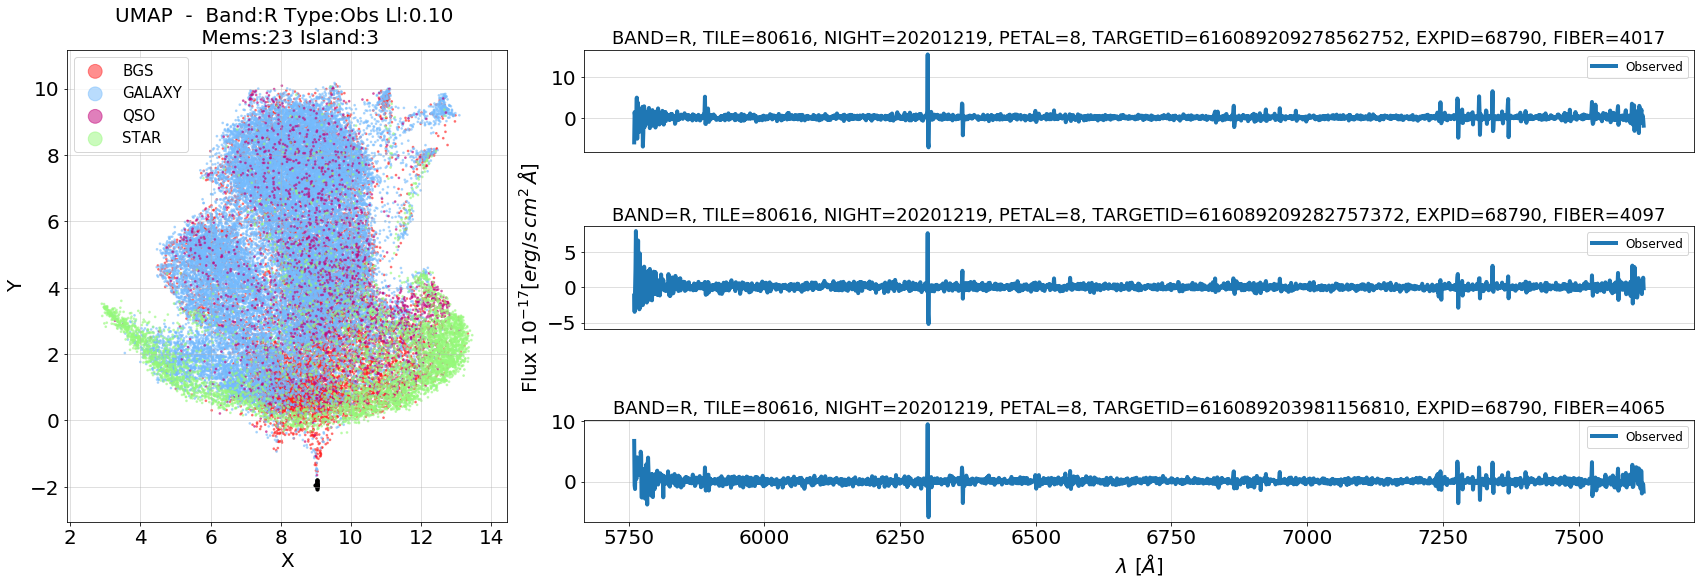 UMAP - Band:R Type:Obs Ll:0.10
Mems:23 Island:3
BGS
GALAXY
QSO
STAR
10
8
6
4
2
0
−2
Y
2
4
6
8
10
12
14
X
BAND=R, TILE=80616, NIGHT=20201219, PETAL=8, TARGETID=616089209278562752, EXPID=68790, FIBER=4017
Observed
10
0
BAND=R, TILE=80616, NIGHT=20201219, PETAL=8, TARGETID=616089209282757372, EXPID=68790, FIBER=4097
Observed
5
0
−5
Flux 10⁻¹⁷[erg/s cm² Å]
BAND=R, TILE=80616, NIGHT=20201219, PETAL=8, TARGETID=616089203981156810, EXPID=68790, FIBER=4065
Observed
10
0
5750
6000
6250
6500
6750
7000
7250
7500
λ [Å]